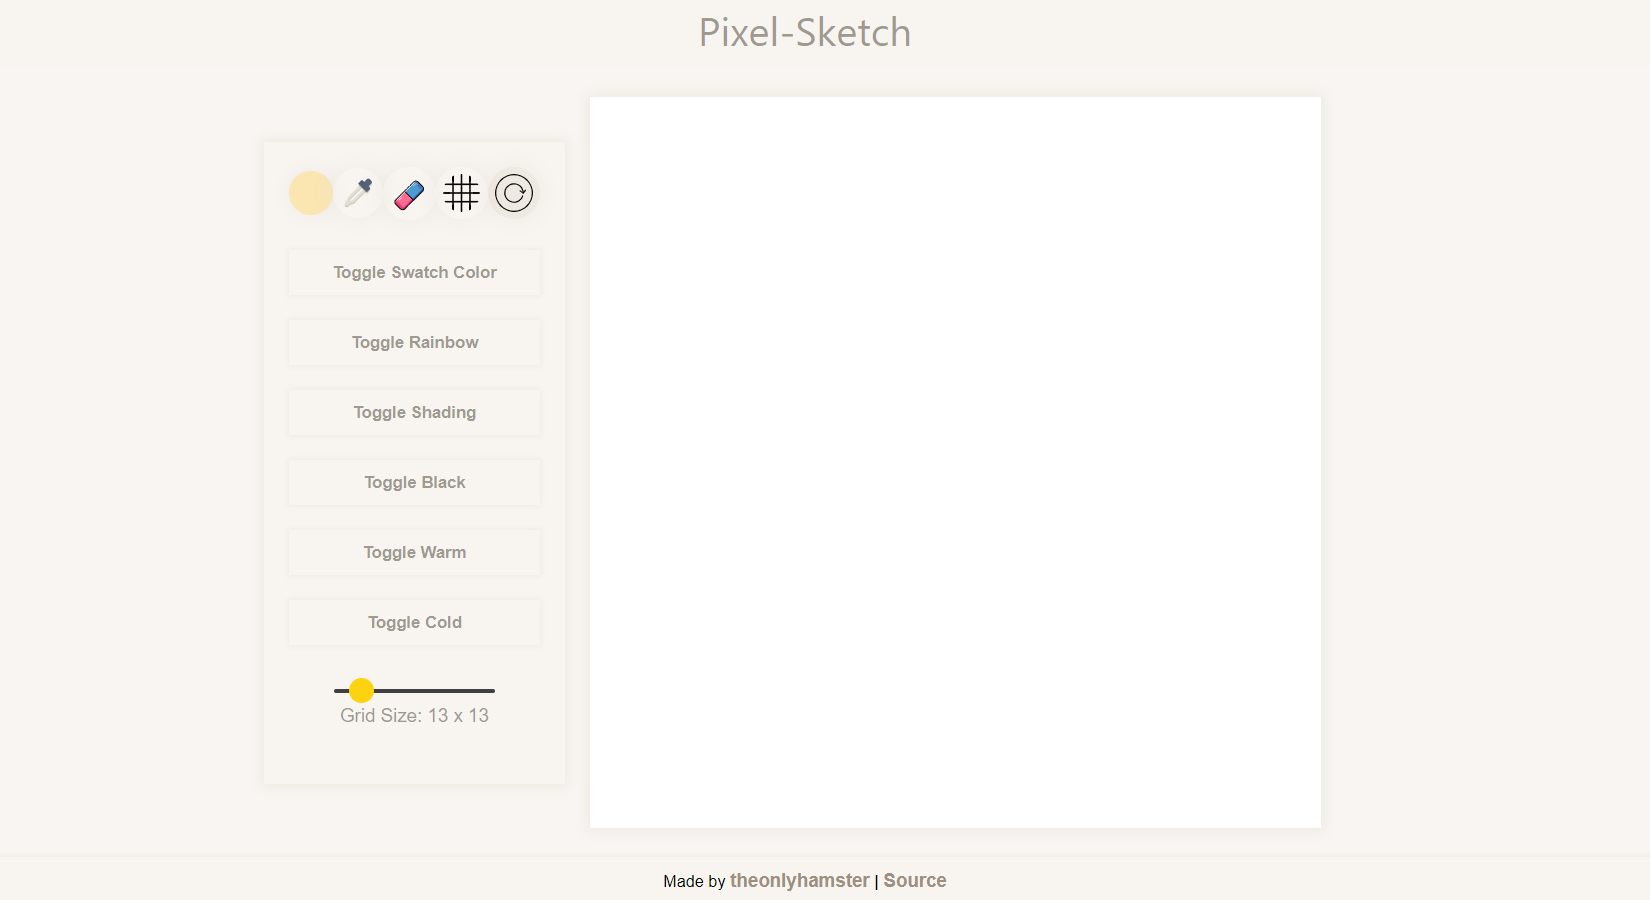 Pixel-Sketch
Toggle Swatch Color
Toggle Rainbow
Toggle Shading
Toggle Black
Toggle Warm
Toggle Cold
Grid Size: 13 x 13
Made by theonlyhamster | Source